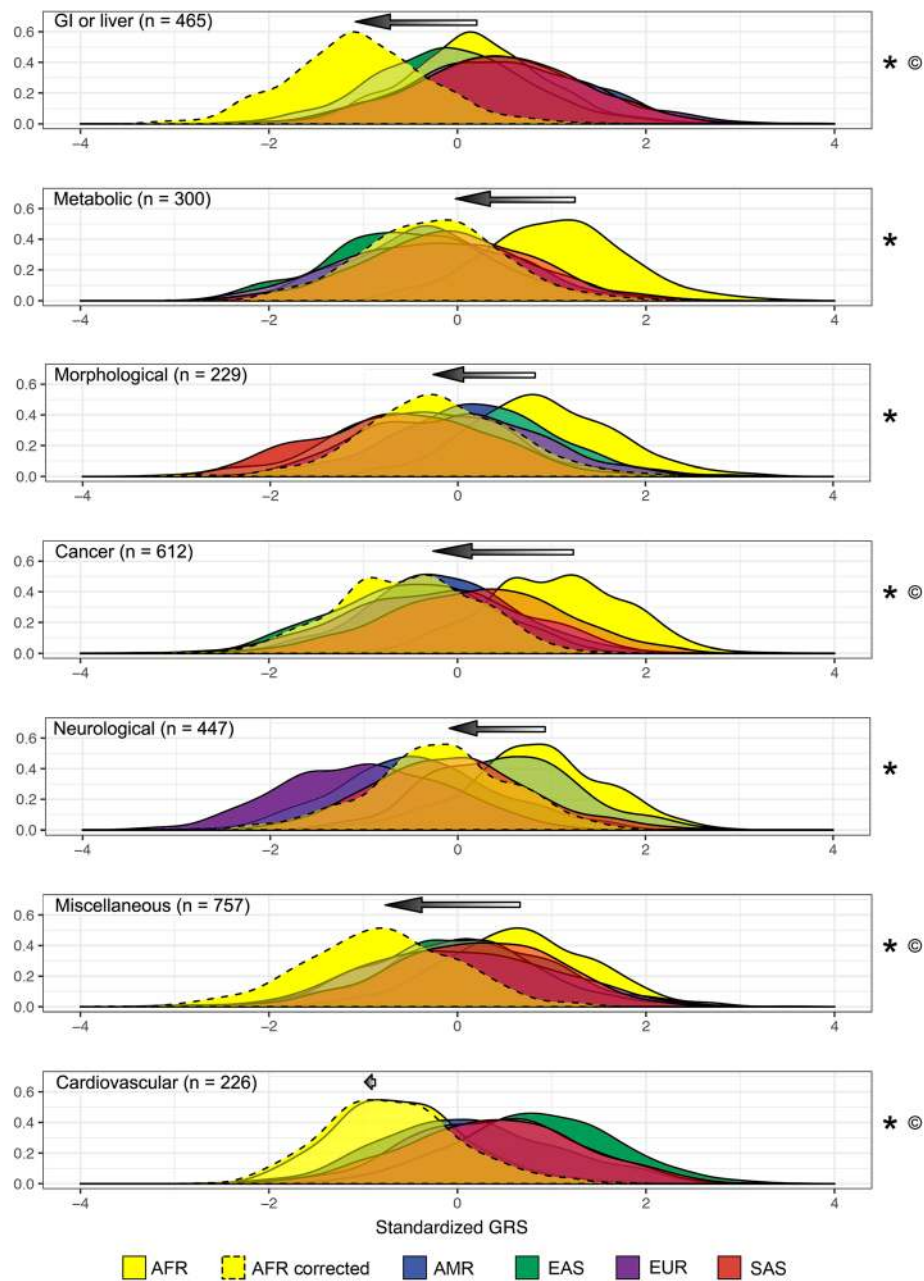 GI or liver (n = 465)
0.6
0.4
0.2
0.0
* ©
−4 −2 0 2 4
Metabolic (n = 300)
0.6
0.4
0.2
0.0
*
−4 −2 0 2 4
Morphological (n = 229)
0.6
0.4
0.2
0.0
*
−4 −2 0 2 4
Cancer (n = 612)
0.6
0.4
0.2
0.0
* ©
−4 −2 0 2 4
Neurological (n = 447)
0.6
0.4
0.2
0.0
*
−4 −2 0 2 4
Miscellaneous (n = 757)
0.6
0.4
0.2
0.0
* ©
−4 −2 0 2 4
Cardiovascular (n = 226)
0.6
0.4
0.2
0.0
* ©
−4 −2 0 2 4
Standardized GRS
AFR AFR corrected AMR EAS EUR SAS